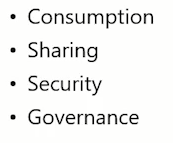 • Consumption
• Sharing
• Security
• Governance